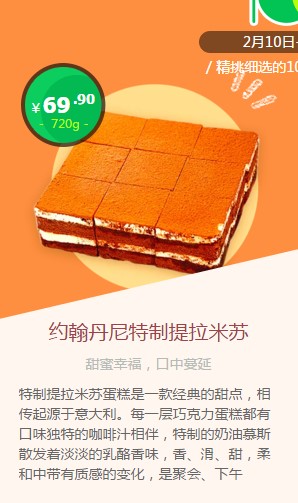 2月10日-
/ 精挑细选的10
¥69.90
- 720g -
约翰丹尼特制提拉米苏
甜蜜幸福，口中蔓延
特制提拉米苏蛋糕是一款经典的甜点，相
传起源于意大利。每一层巧克力蛋糕都有
口味独特的咖啡汁相伴，特制的奶油慕斯
散发着淡淡的乳酪香味，香、滑、甜，柔
和中带有质感的变化，是聚会、下午